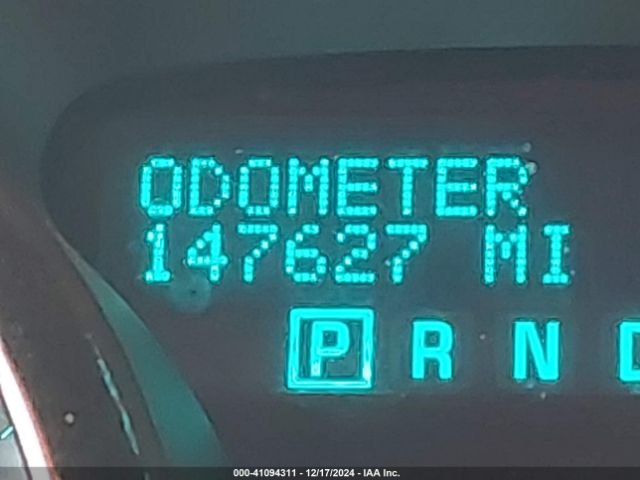 ODOMETER
147627 MI
P R N D
000-41094311 - 12/17/2024 - IAA Inc.